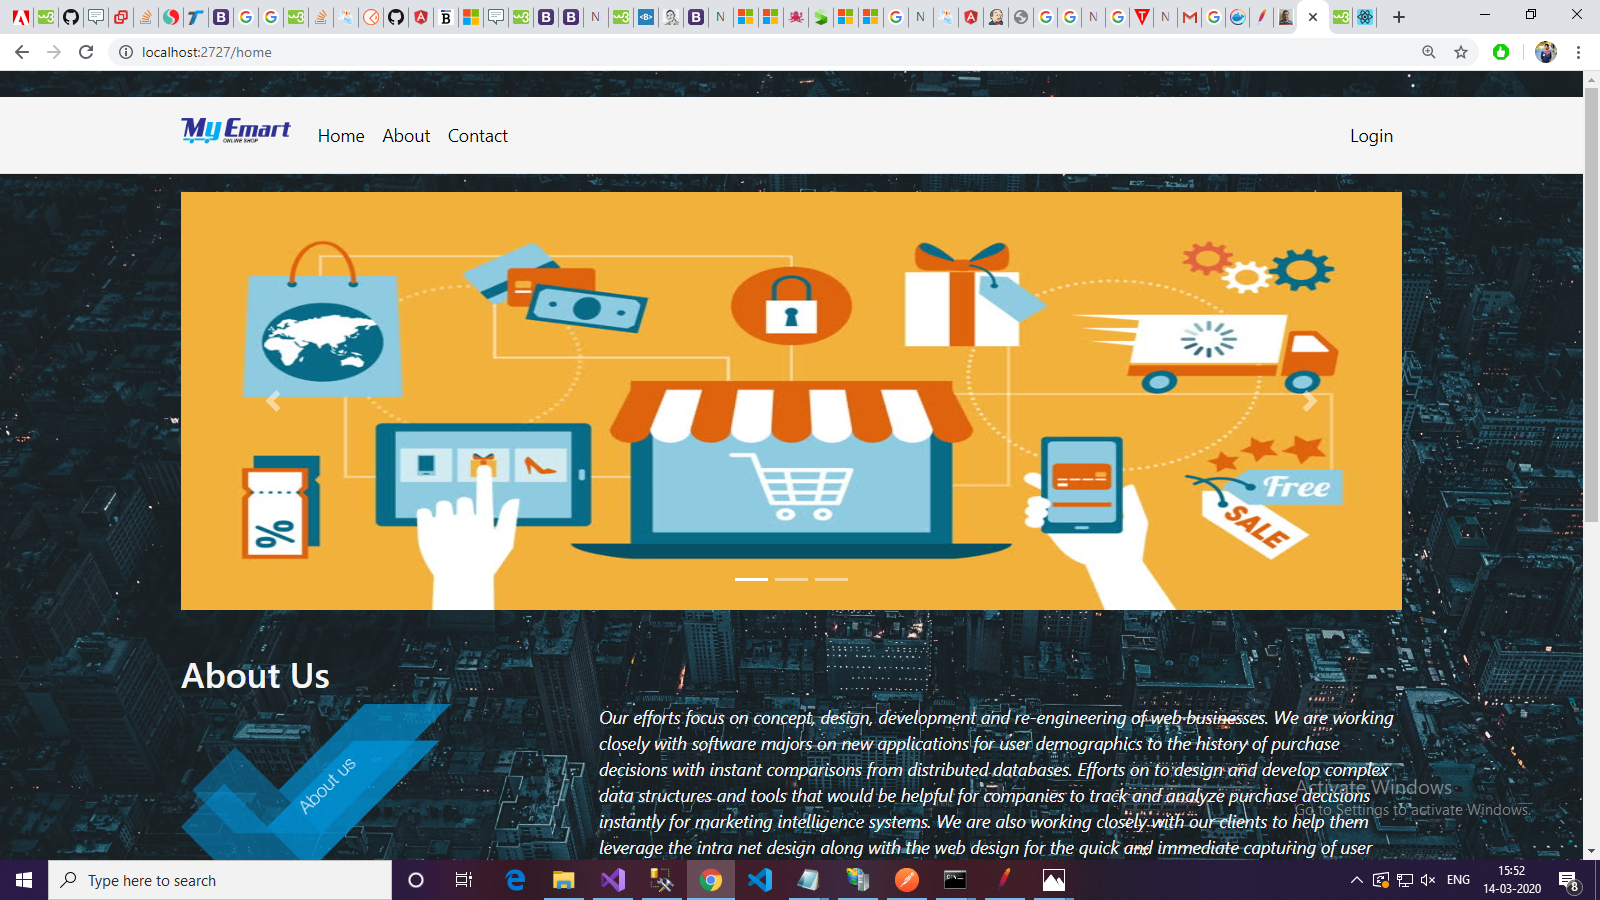 localhost:2727/home
My Emart
ONLINE SHOP
Home About Contact
Login
%
Free
SALE
About Us
About us
Our efforts focus on concept, design, development and re-engineering of web businesses. We are working
closely with software majors on new applications for user demographics to the history of purchase
decisions with instant comparisons from distributed databases. Efforts on to design and develop complex
data structures and tools that would be helpful for companies to track and analyze purchase decisions
instantly for marketing intelligence systems. We are also working closely with our clients to help them
leverage the intra net design along with the web design for the quick and immediate capturing of user
Activate Windows
Go to Settings to activate Windows.
Type here to search
ENG
15:52
14-03-2020
8